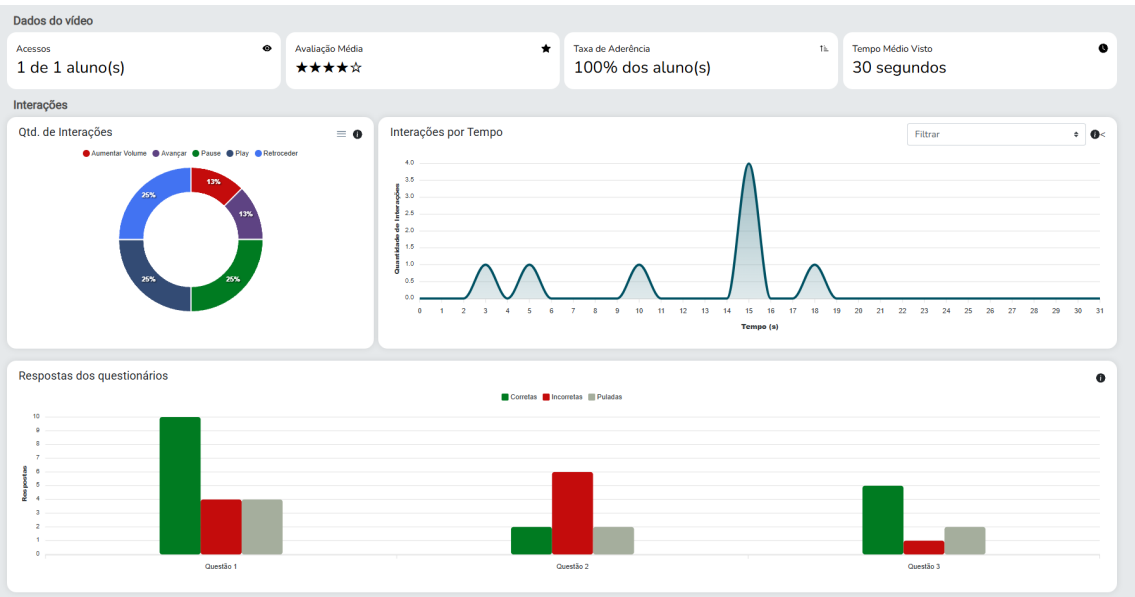 Dados do vídeo
Acessos
1 de 1 aluno(s)
Avaliação Média
★★★★☆
Taxa de Aderência
100% dos aluno(s)
Tempo Médio Visto
30 segundos
Interações
Qtd. de Interações
Aumentar Volume Avançar Pause Play Retroceder
13%
13%
25%
25%
25%
Interações por Tempo
Filtrar
<
Quantidade de Interações
4.0
3.5
3.0
2.5
2.0
1.5
1.0
0.5
0.0
0 1 2 3 4 5 6 7 8 9 10 11 12 13 14 15 16 17 18 19 20 21 22 23 24 25 26 27 28 29 30 31
Tempo (s)
Respostas dos questionários
Corretas Incorretas Puladas
Respostas
10
9
8
7
6
5
4
3
2
1
0
Questão 1 Questão 2 Questão 3